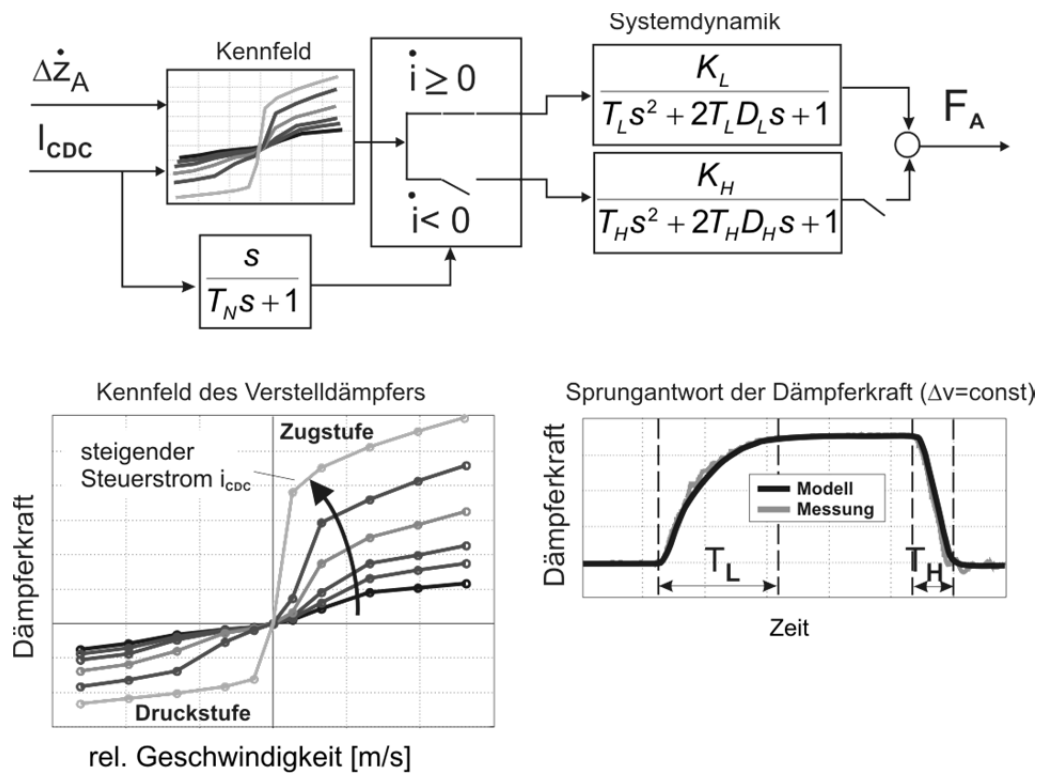 Systemdynamik
Kennfeld
Δż_A
I_CDC
i̇ ≥ 0
i̇ < 0
K_L
T_L s² + 2T_L D_L s + 1
K_H
T_H s² + 2T_H D_H s + 1
F_A
s
T_N s + 1
Kennfeld des Verstelldämpfers
Zugstufe
steigender
Steuerstrom i_CDC
Druckstufe
Dämpferkraft
rel. Geschwindigkeit [m/s]
Sprungantwort der Dämpferkraft (Δv=const)
Dämpferkraft
Modell
Messung
T_L
T_H
Zeit